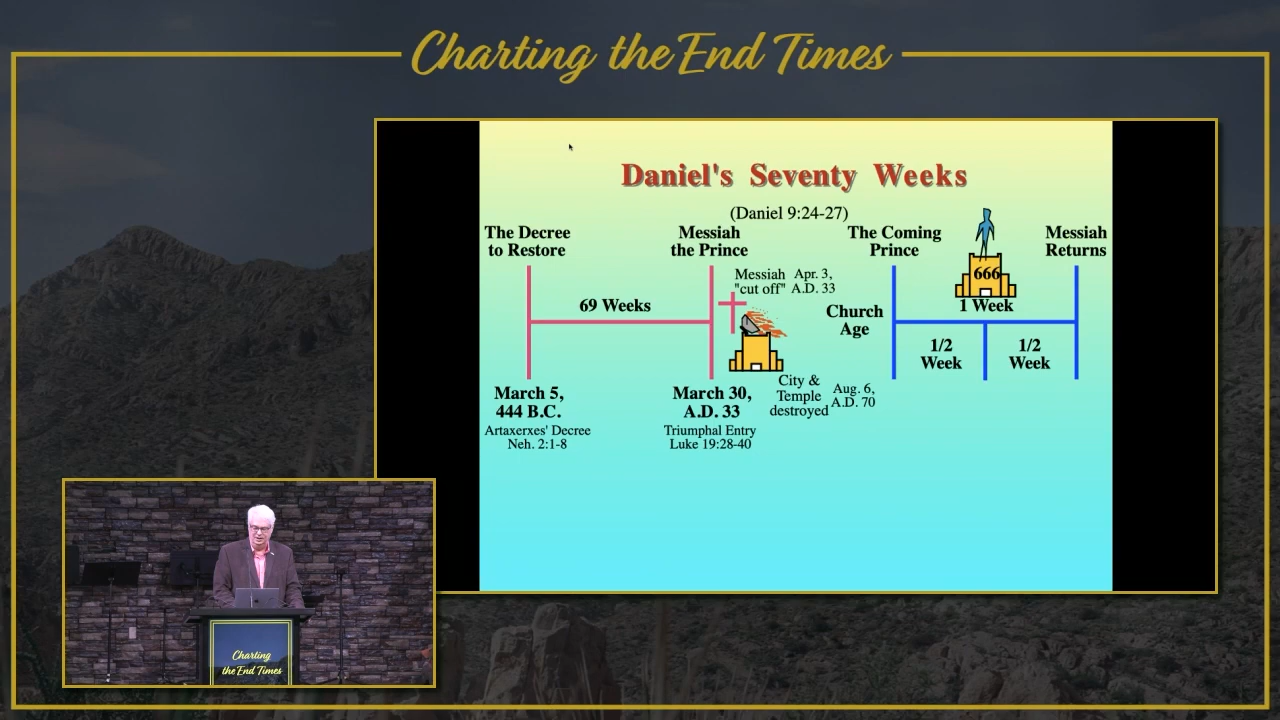 Charting the End Times
Daniel's Seventy Weeks
(Daniel 9:24-27)
The Decree
to Restore
Messiah
the Prince
The Coming
Prince
Messiah
Returns
666
Messiah
"cut off"
Apr. 3,
A.D. 33
69 Weeks
Church
Age
1 Week
1/2
Week
1/2
Week
March 5,
444 B.C.
Artaxerxes' Decree
Neh. 2:1-8
March 30,
A.D. 33
Triumphal Entry
Luke 19:28-40
City &
Temple
destroyed
Aug. 6,
A.D. 70
Charting
the End Times